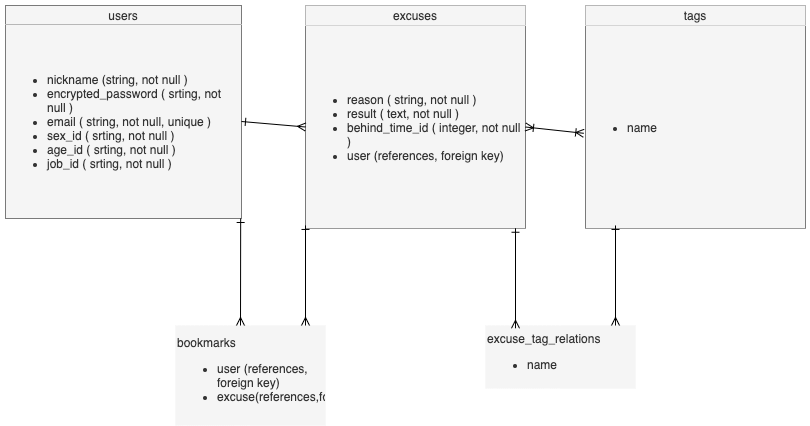 users
nickname (string, not null )
encrypted_password ( srting, not
null )
email ( string, not null, unique )
sex_id ( srting, not null )
age_id ( srting, not null )
job_id ( srting, not null )
excuses
reason ( string, not null )
result ( text, not null )
behind_time_id ( integer, not null
)
user (references, foreign key)
tags
name
bookmarks
user (references,
foreign key)
excuse(references,fo
excuse_tag_relations
name